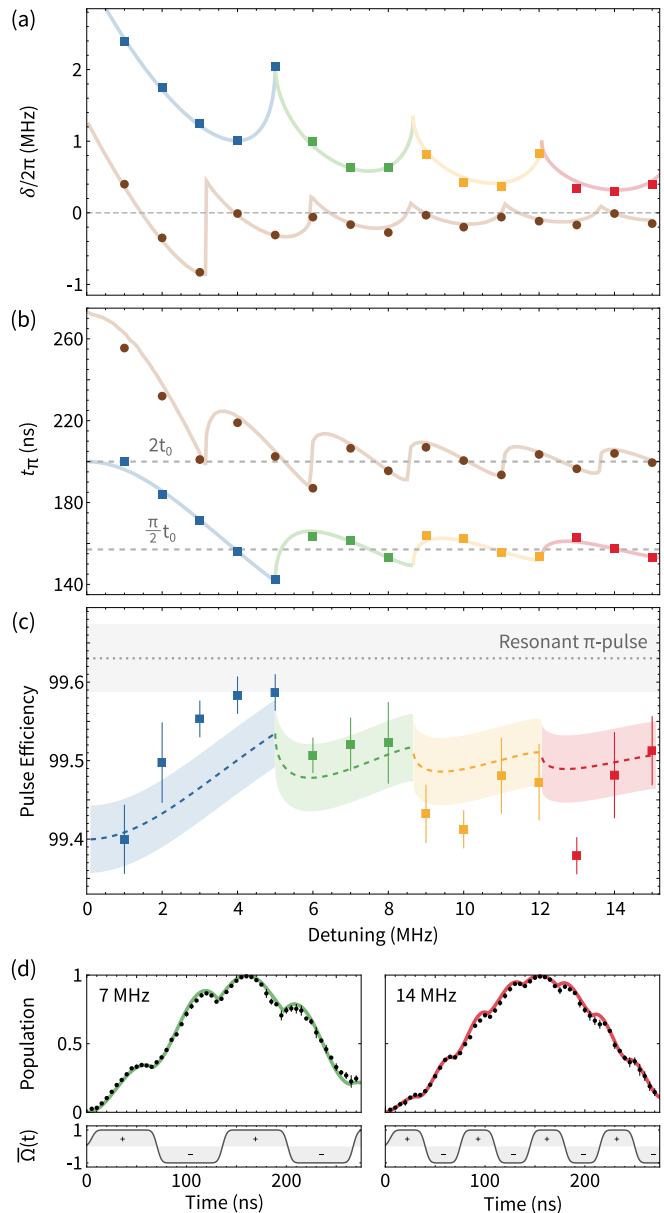 (a)
2
1
0
-1
δ/2π (MHz)
(b)
260
220
180
140
tπ (ns)
2t₀
π/2 t₀
(c)
Resonant π-pulse
99.6
99.5
99.4
Pulse Efficiency
0 2 4 6 8 10 12 14
Detuning (MHz)
(d)
7 MHz
14 MHz
1
0.5
0
Population
1
-1
Ω̅(t)
+ − + −
+ − + − + − + −
0 100 200
0 100 200
Time (ns)
Time (ns)